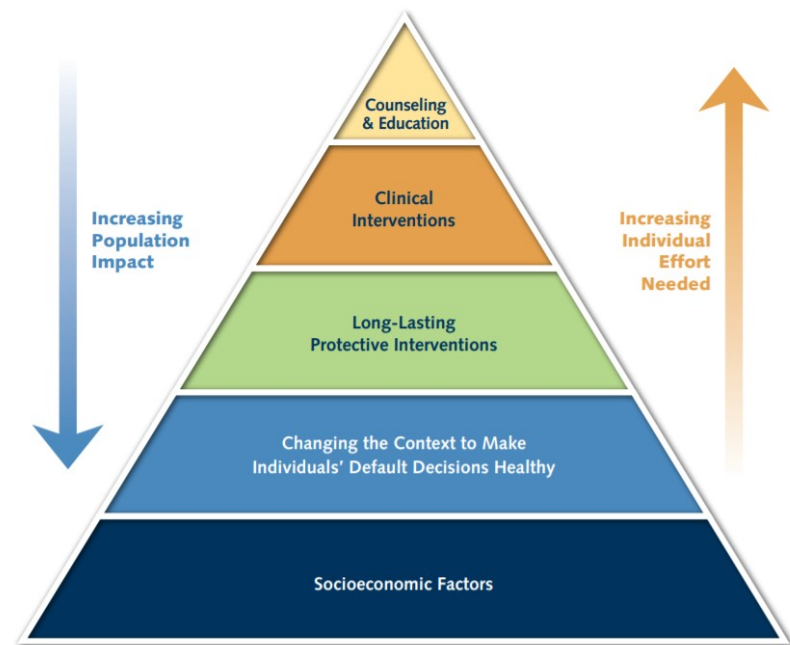 Counseling
& Education
Clinical
Interventions
Increasing
Population
Impact
Increasing
Individual
Effort
Needed
Long-Lasting
Protective Interventions
Changing the Context to Make
Individuals’ Default Decisions Healthy
Socioeconomic Factors